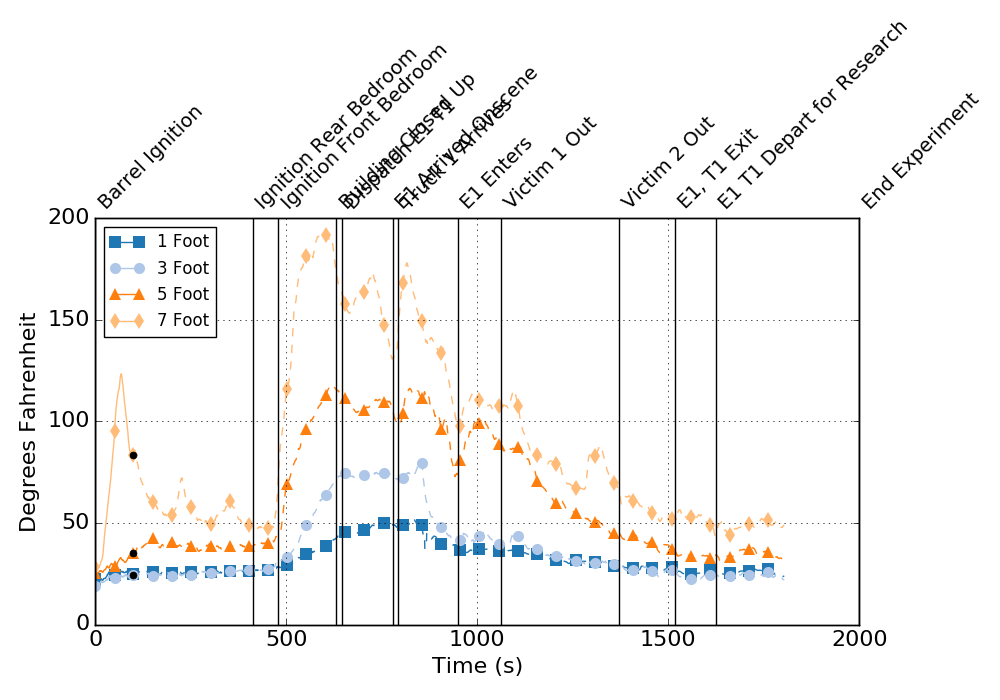 Barrel Ignition
Ignition Rear Bedroom
Ignition Front Bedroom
Building Closed Up
Dispatch E1 T1
E1 Arrived Onscene
Truck 1 Arrives
E1 Enters
Victim 1 Out
Victim 2 Out
E1, T1 Exit
E1 T1 Depart for Research
End Experiment
200
150
100
50
0
Degrees Fahrenheit
1 Foot
3 Foot
5 Foot
7 Foot
0 500 1000 1500 2000
Time (s)